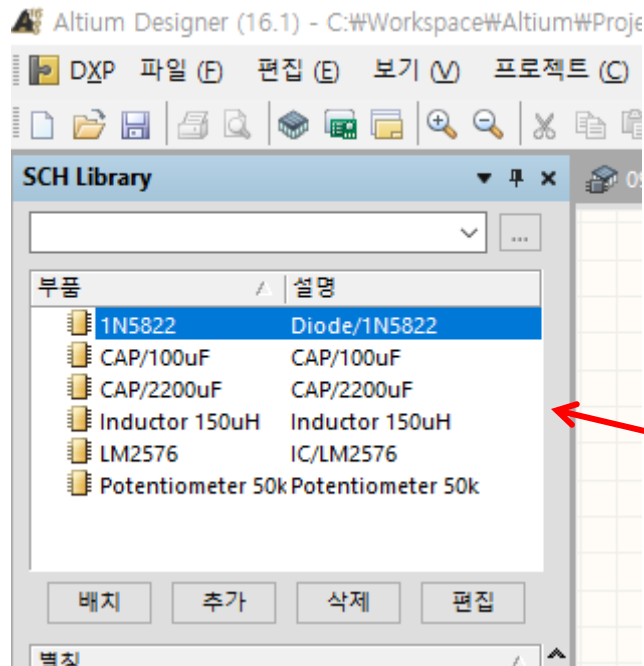 Altium Designer (16.1) - C:₩Workspace₩Altium₩Proje
DXP 파일 (F) 편집 (E) 보기 (V) 프로젝트 (C)
SCH Library
...
부품 설명
1N5822 Diode/1N5822
CAP/100uF CAP/100uF
CAP/2200uF CAP/2200uF
Inductor 150uH Inductor 150uH
LM2576 IC/LM2576
Potentiometer 50k Potentiometer 50k
배치 추가 삭제 편집
별칭